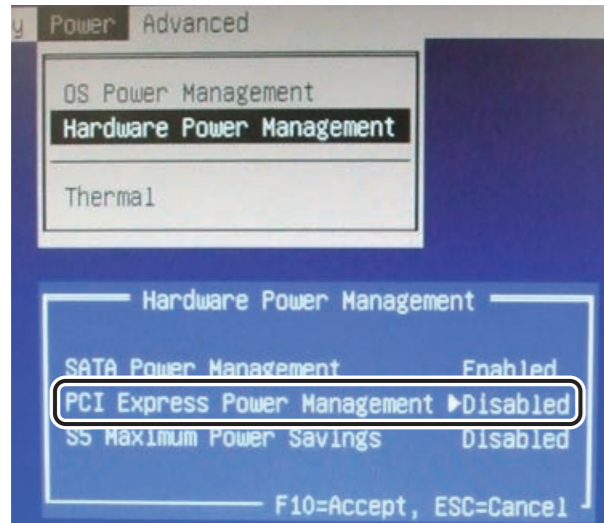 y Power Advanced
OS Power Management
Hardware Power Management
Thermal
Hardware Power Management
SATA Power Management Enabled
PCI Express Power Management ▶Disabled
S5 Maximum Power Savings Disabled
F10=Accept, ESC=Cancel